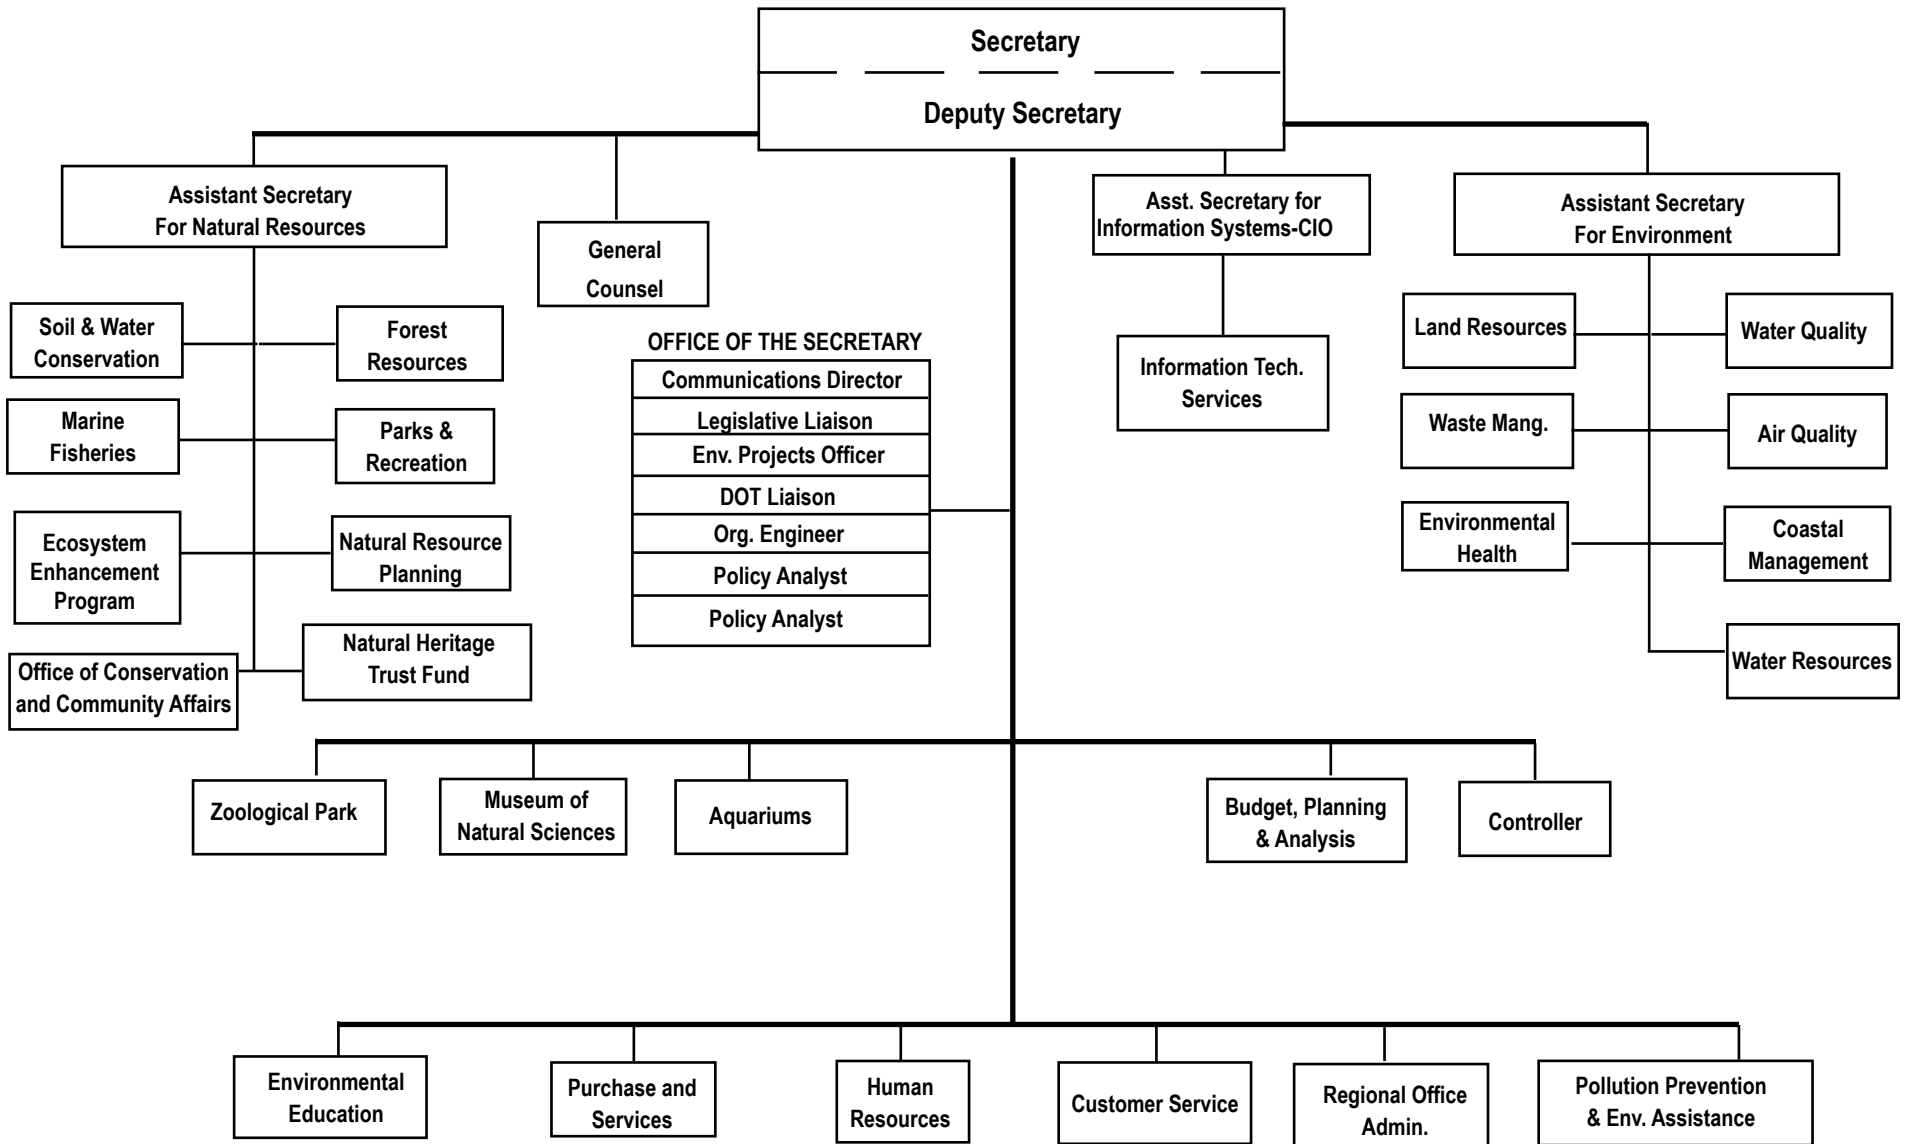 Secretary
Deputy Secretary
Assistant Secretary
For Natural Resources
General
Counsel
Asst. Secretary for
Information Systems-CIO
Assistant Secretary
For Environment
Soil & Water
Conservation
Forest
Resources
Marine
Fisheries
Parks &
Recreation
Ecosystem
Enhancement
Program
Natural Resource
Planning
Office of Conservation
and Community Affairs
Natural Heritage
Trust Fund
OFFICE OF THE SECRETARY
Communications Director
Legislative Liaison
Env. Projects Officer
DOT Liaison
Org. Engineer
Policy Analyst
Policy Analyst
Information Tech.
Services
Land Resources
Water Quality
Waste Mang.
Air Quality
Environmental
Health
Coastal
Management
Water Resources
Zoological Park
Museum of
Natural Sciences
Aquariums
Budget, Planning
& Analysis
Controller
Environmental
Education
Purchase and
Services
Human
Resources
Customer Service
Regional Office
Admin.
Pollution Prevention
& Env. Assistance